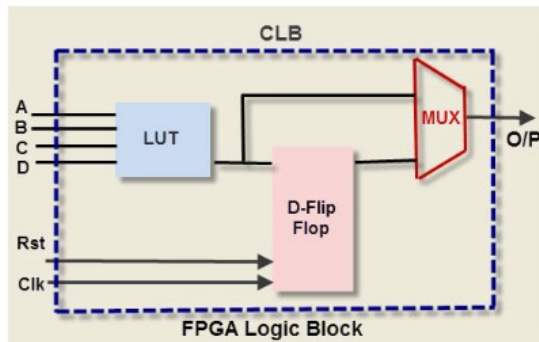 CLB
A
B
C
D
LUT
MUX
O/P
D-Flip
Flop
Rst
Clk
FPGA Logic Block